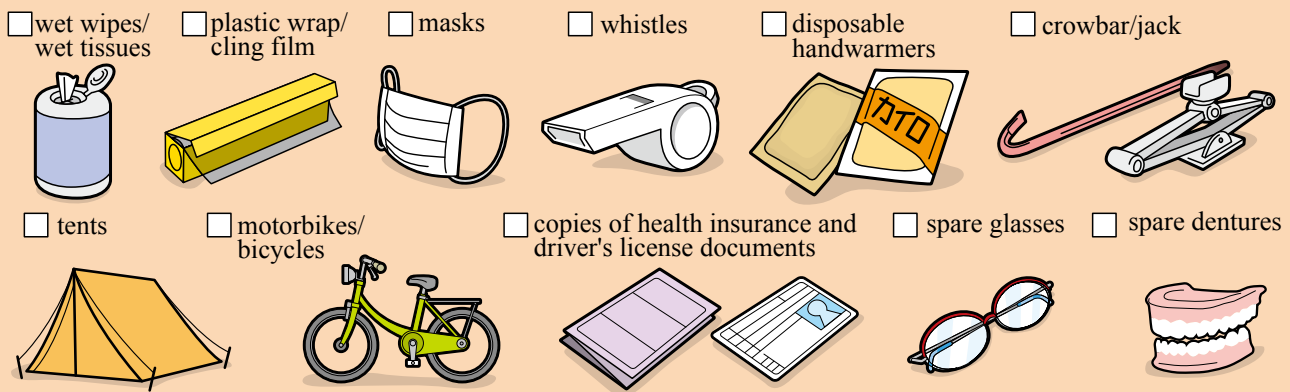 wet wipes/
wet tissues
plastic wrap/
cling film
masks
whistles
disposable
handwarmers
crowbar/jack
カイロ
tents
motorbikes/
bicycles
copies of health insurance and
driver's license documents
spare glasses
spare dentures